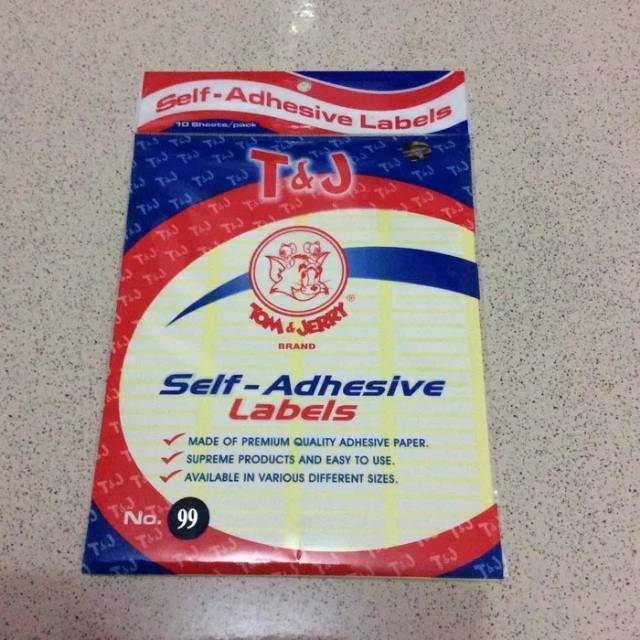 Self-Adhesive Labels
10 Sheets/pack
T&J
TOM & JERRY ®
BRAND
Self-Adhesive
Labels
MADE OF PREMIUM QUALITY ADHESIVE PAPER.
SUPREME PRODUCTS AND EASY TO USE.
AVAILABLE IN VARIOUS DIFFERENT SIZES.
No. 99